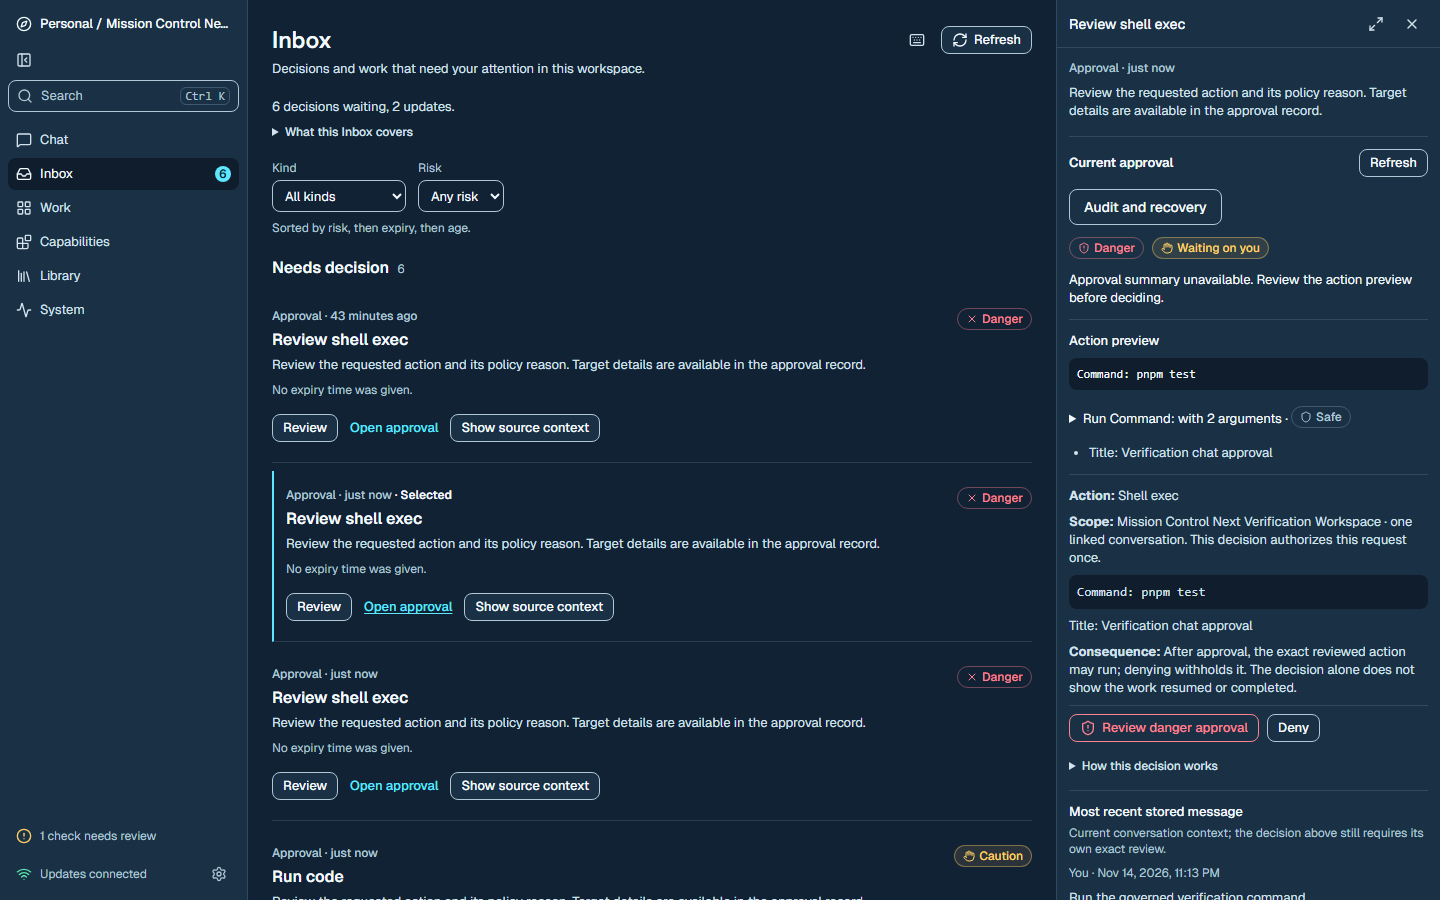 Personal / Mission Control Ne...
Search
Ctrl K
Chat
Inbox
6
Work
Capabilities
Library
System
1 check needs review
Updates connected
Inbox
Refresh
Decisions and work that need your attention in this workspace.
6 decisions waiting, 2 updates.
What this Inbox covers
Kind
Risk
All kinds
Any risk
Sorted by risk, then expiry, then age.
Needs decision 6
Approval · 43 minutes ago
Danger
Review shell exec
Review the requested action and its policy reason. Target details are available in the approval record.
No expiry time was given.
Review
Open approval
Show source context
Approval · just now · Selected
Danger
Review shell exec
Review the requested action and its policy reason. Target details are available in the approval record.
No expiry time was given.
Review
Open approval
Show source context
Approval · just now
Danger
Review shell exec
Review the requested action and its policy reason. Target details are available in the approval record.
No expiry time was given.
Review
Open approval
Show source context
Approval · just now
Caution
Run code
Review the requested action and its policy reason. Target details are available in the approval record.
Review shell exec
Approval · just now
Review the requested action and its policy reason. Target
details are available in the approval record.
Current approval
Refresh
Audit and recovery
Danger
Waiting on you
Approval summary unavailable. Review the action preview
before deciding.
Action preview
Command: pnpm test
Run Command: with 2 arguments ·
Safe
• Title: Verification chat approval
Action: Shell exec
Scope: Mission Control Next Verification Workspace · one
linked conversation. This decision authorizes this request
once.
Command: pnpm test
Title: Verification chat approval
Consequence: After approval, the exact reviewed action
may run; denying withholds it. The decision alone does not
show the work resumed or completed.
Review danger approval
Deny
How this decision works
Most recent stored message
Current conversation context; the decision above still requires its
own exact review.
You · Nov 14, 2026, 11:13 PM
Run the governed verification command